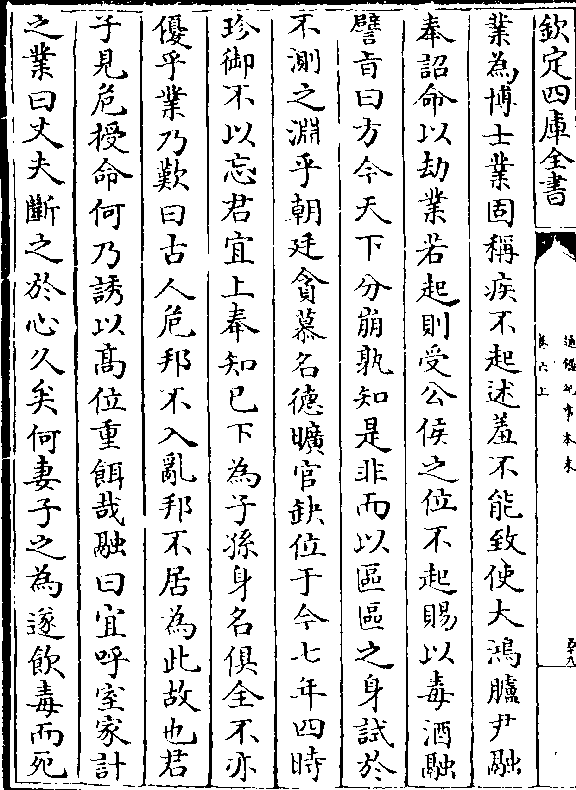 欽定四庫全書
通鑑紀事本末
卷六上
業為博士業固稱疾不起述羞不能致使大鴻臚尹融
奉詔命以劫業若起則受公侯之位不起賜以毒酒融
譬㫖曰方今天下分崩孰知是非而以區區之身試於
不測之淵乎朝廷貪慕名德曠官缺位于今七年四時
珍御不以忘君宜上奉知已下為子孫身名俱全不亦
優乎業乃歎曰古人危邦不入亂邦不居為此故也君
子見危授命何乃誘以髙位重餌哉融曰宜呼室家計
之業曰丈夫斷之於心久矣何妻子之為遂飲毒而死